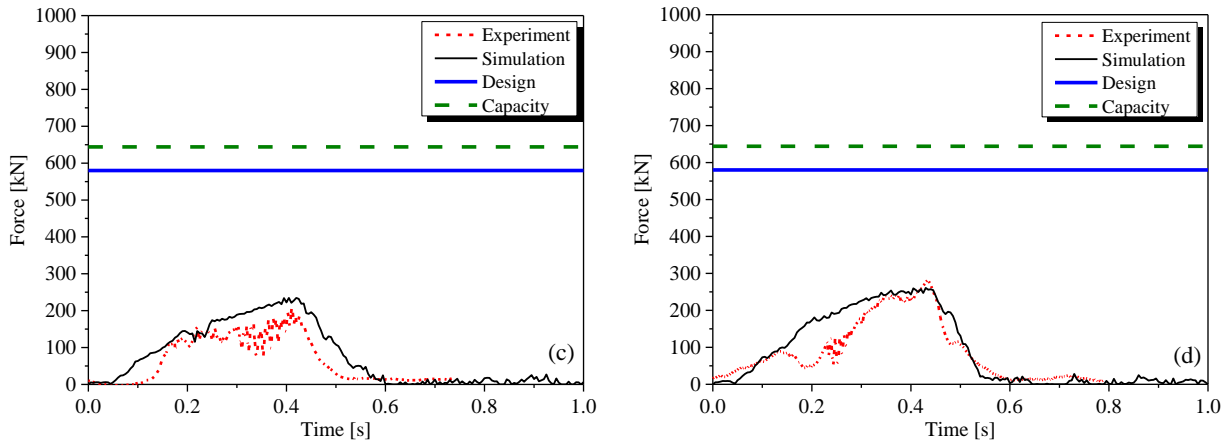 1000
900
800
700
600
500
400
300
200
100
0
Force [kN]
Experiment
Simulation
Design
Capacity
(c)
0.0 0.2 0.4 0.6 0.8 1.0
Time [s]
1000
900
800
700
600
500
400
300
200
100
0
Force [kN]
Experiment
Simulation
Design
Capacity
(d)
0.0 0.2 0.4 0.6 0.8 1.0
Time [s]